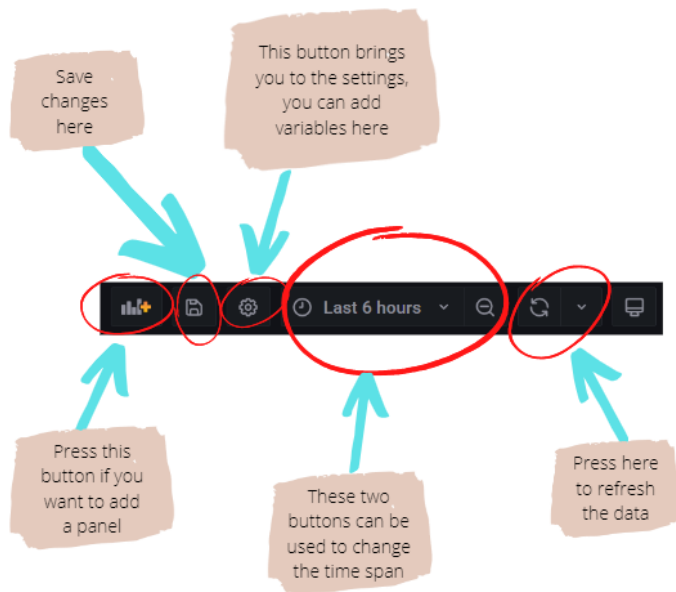 Save
changes
here
This button brings
you to the settings,
you can add
variables here
Last 6 hours
Press this
button if you
want to add
a panel
These two
buttons can be
used to change
the time span
Press here
to refresh
the data